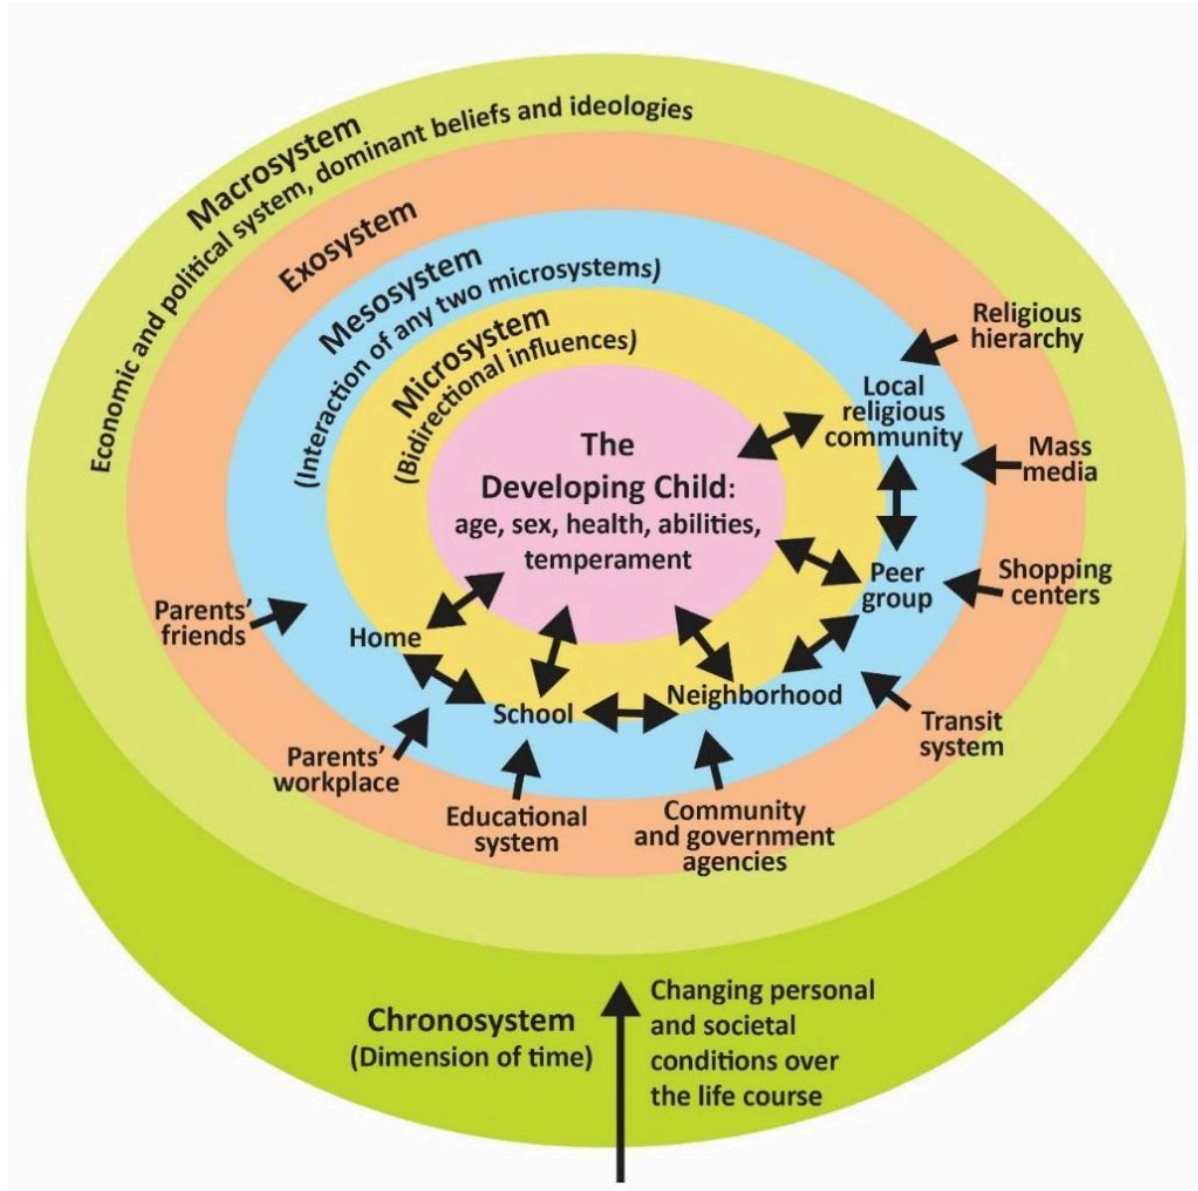 Macrosystem
Economic and political system, dominant beliefs and ideologies
Exosystem
Mesosystem
(Interaction of any two microsystems)
Microsystem
(Bidirectional influences)
The
Developing Child:
age, sex, health, abilities,
temperament
Religious
hierarchy
Local
religious
community
Mass
media
Peer
group
Shopping
centers
Parents’
friends
Home
School
Neighborhood
Transit
system
Parents’
workplace
Educational
system
Community
and government
agencies
Chronosystem
(Dimension of time)
Changing personal
and societal
conditions over
the life course